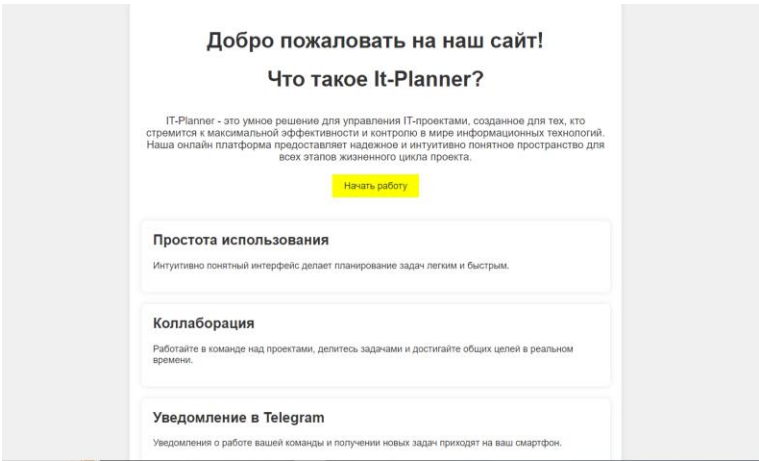 Добро пожаловать на наш сайт!
Что такое It-Planner?
IT-Planner - это умное решение для управления IT-проектами, созданное для тех, кто
стремится к максимальной эффективности и контролю в мире информационных технологий.
Наша онлайн платформа предоставляет надежное и интуитивно понятное пространство для
всех этапов жизненного цикла проекта.
Начать работу
Простота использования
Интуитивно понятный интерфейс делает планирование задач легким и быстрым.
Коллаборация
Работайте в команде над проектами, делитесь задачами и достигайте общих целей в реальном
времени.
Уведомление в Telegram
Уведомления о работе вашей команды и получении новых задач приходят на ваш смартфон.